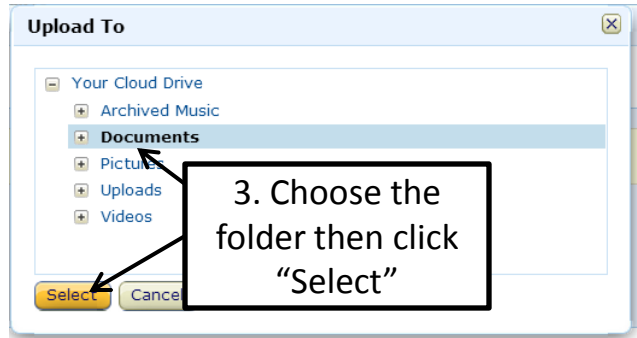 Upload To
Your Cloud Drive
Archived Music
Documents
Pictures
Uploads
Videos
3. Choose the
folder then click
“Select”
Select
Cancel